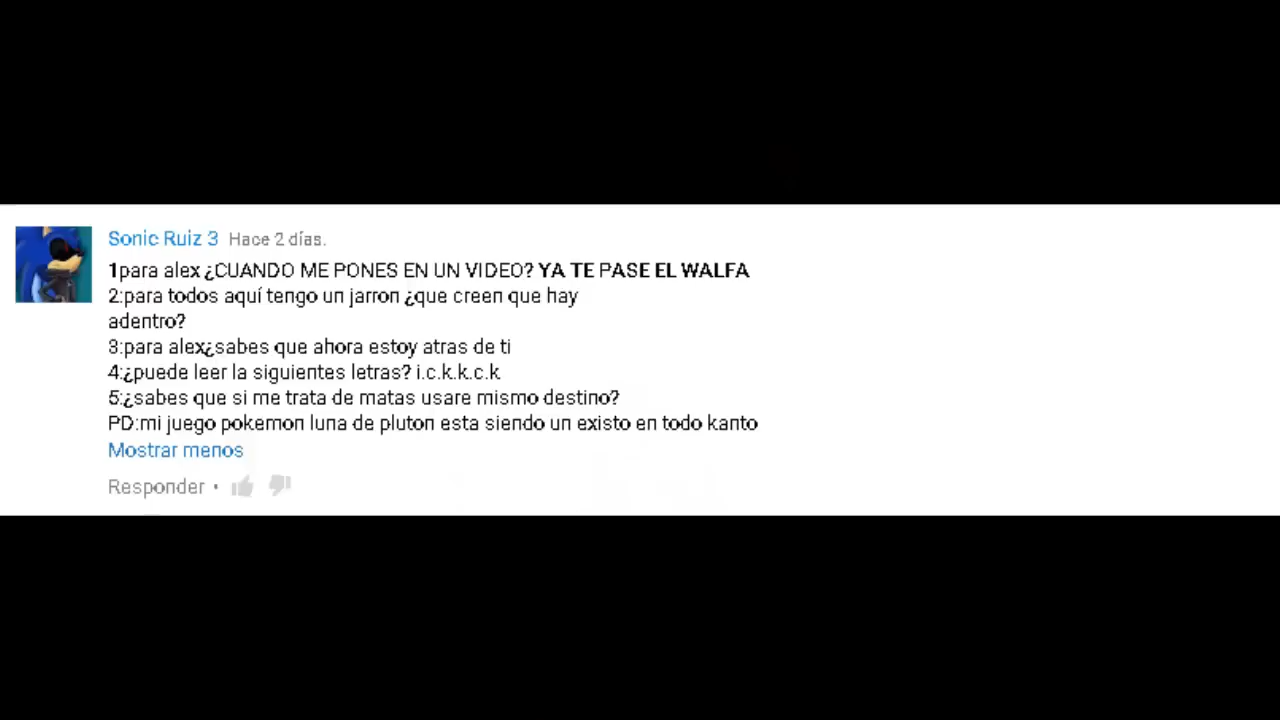 Sonic Ruiz 3 Hace 2 días.
1para alex ¿CUANDO ME PONES EN UN VIDEO? YA TE PASE EL WALFA
2:para todos aquí tengo un jarron ¿que creen que hay
adentro?
3:para alex¿sabes que ahora estoy atras de ti
4:¿puede leer la siguientes letras? i.c.k.k.c.k
5:¿sabes que si me trata de matas usare mismo destino?
PD:mi juego pokemon luna de pluton esta siendo un existo en todo kanto
Mostrar menos
Responder •